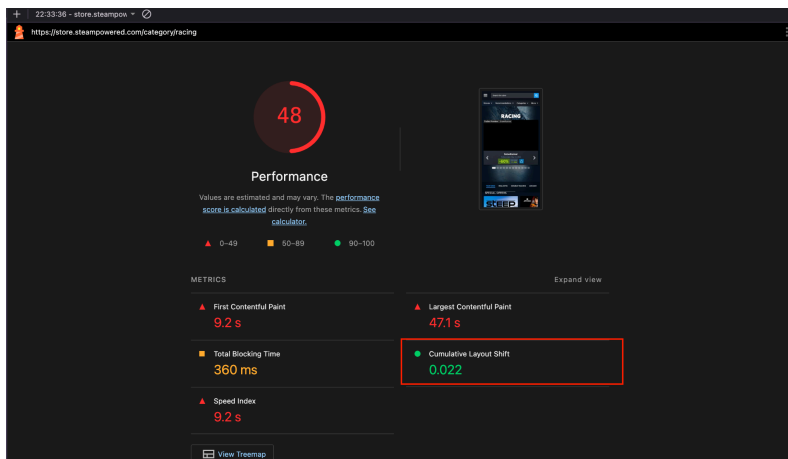 22:33:36 - store.steampow
https://store.steampowered.com/category/racing
48
Performance
Values are estimated and may vary. The performance
score is calculated directly from these metrics. See
calculator.
0–49
50–89
90–100
RACING
STEEP
METRICS
Expand view
First Contentful Paint
9.2 s
Largest Contentful Paint
47.1 s
Total Blocking Time
360 ms
Cumulative Layout Shift
0.022
Speed Index
9.2 s
View Treemap